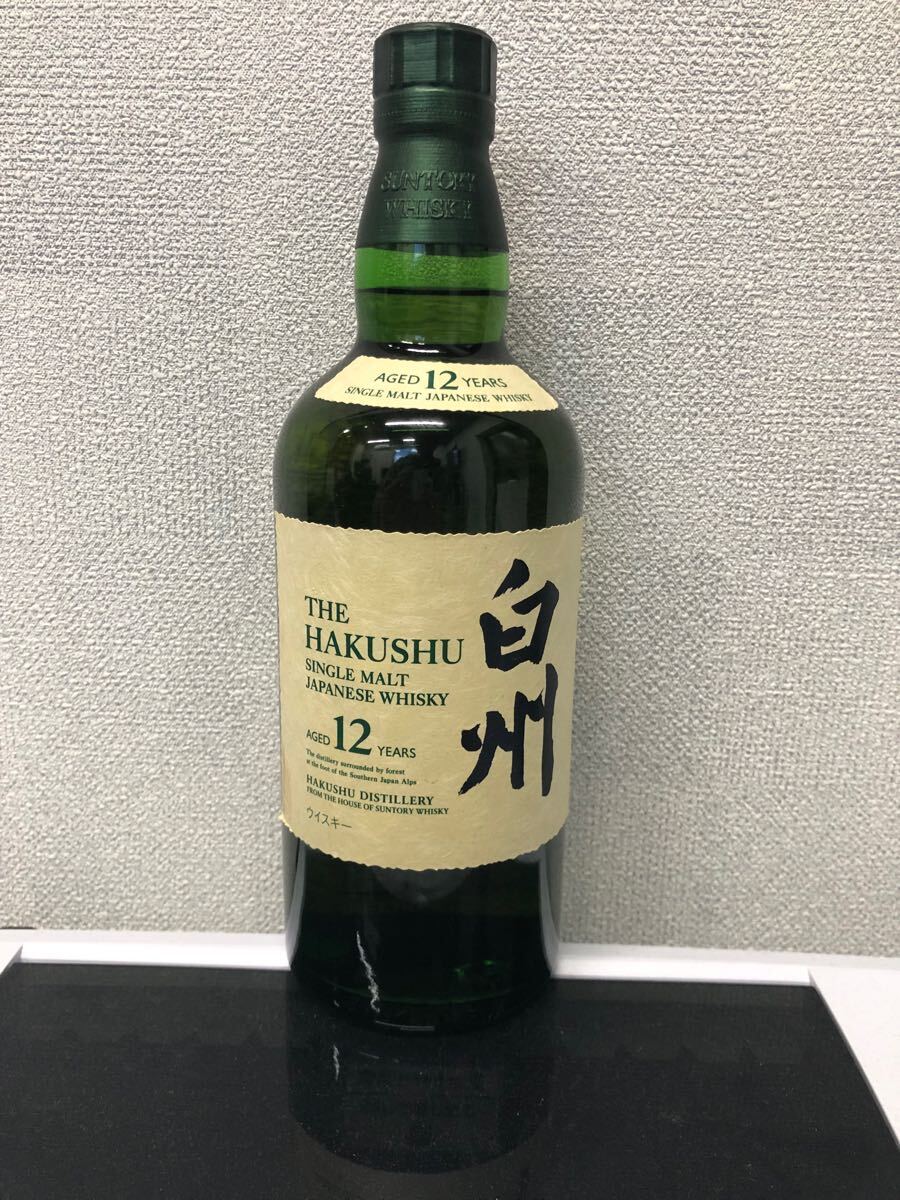 SUNTORY
WHISKY
AGED 12 YEARS
SINGLE MALT JAPANESE WHISKY
THE
HAKUSHU
SINGLE MALT
JAPANESE WHISKY
白州
AGED 12 YEARS
The distillery surrounded by forest
at the foot of the Southern Japan Alps
HAKUSHU DISTILLERY
FROM THE HOUSE OF SUNTORY WHISKY
ウイスキー